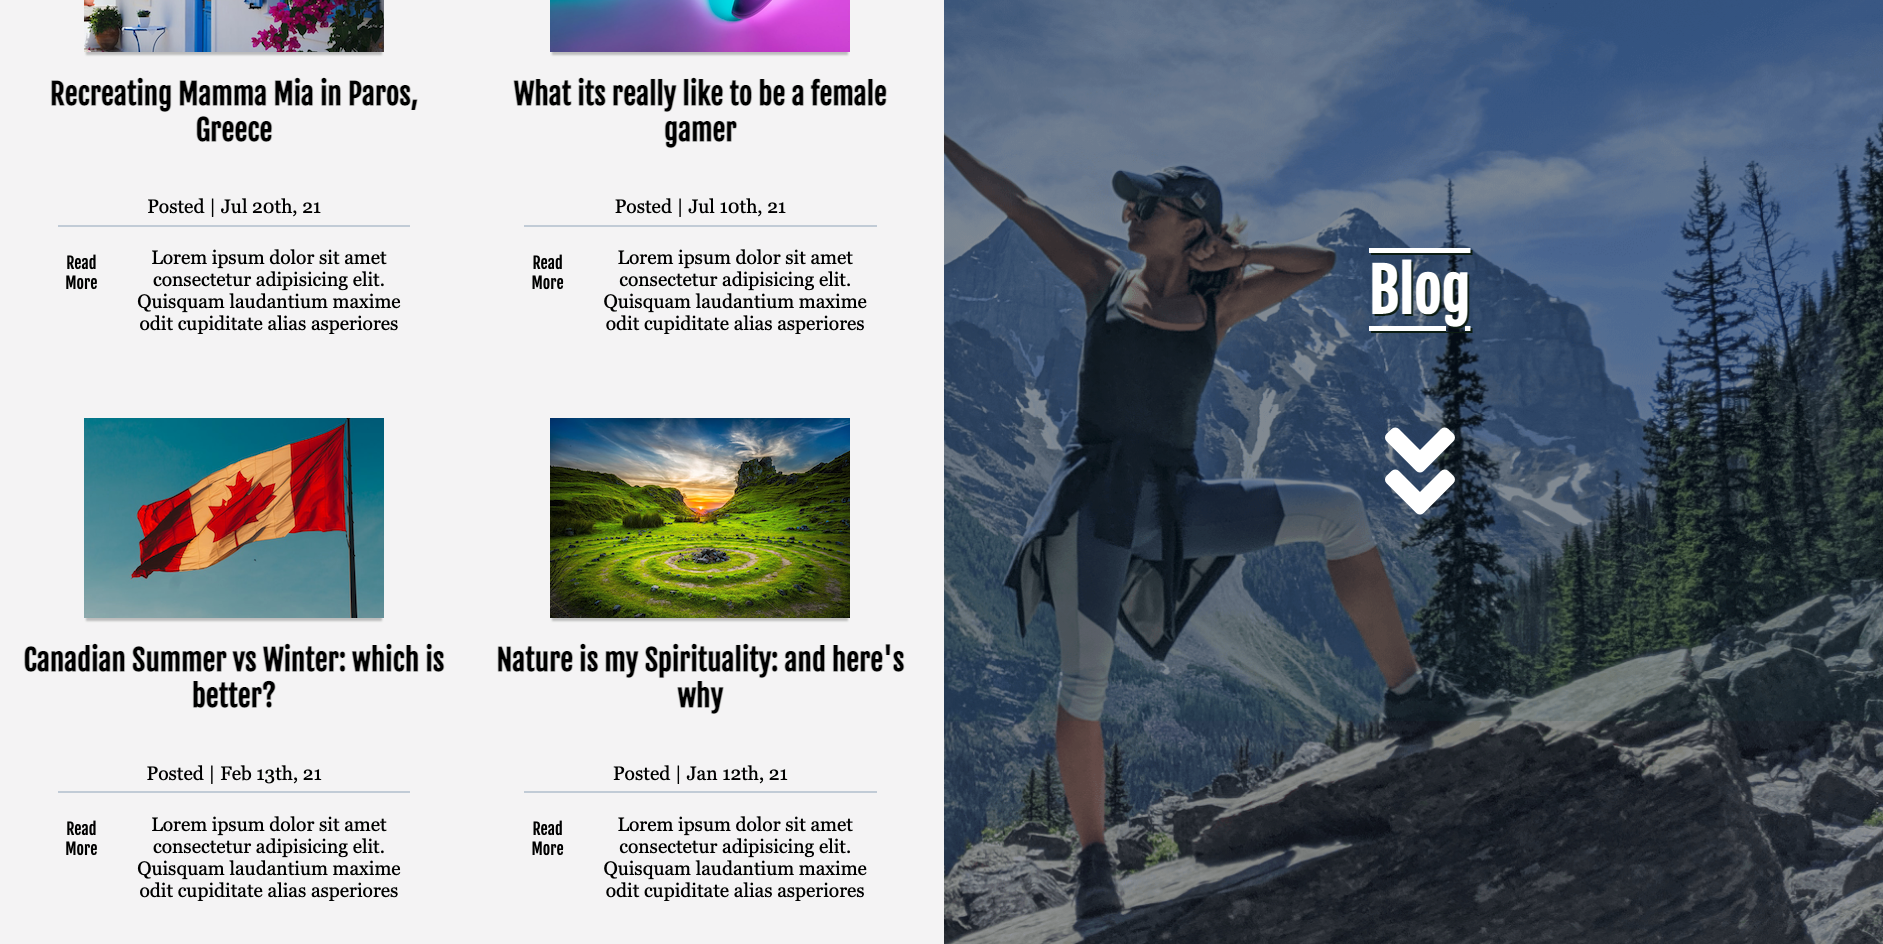 Recreating Mamma Mia in Paros,
Greece
Posted | Jul 20th, 21
Read
More
Lorem ipsum dolor sit amet
consectetur adipisicing elit.
Quisquam laudantium maxime
odit cupiditate alias asperiores
What its really like to be a female
gamer
Posted | Jul 10th, 21
Read
More
Lorem ipsum dolor sit amet
consectetur adipisicing elit.
Quisquam laudantium maxime
odit cupiditate alias asperiores
Canadian Summer vs Winter: which is
better?
Posted | Feb 13th, 21
Read
More
Lorem ipsum dolor sit amet
consectetur adipisicing elit.
Quisquam laudantium maxime
odit cupiditate alias asperiores
Nature is my Spirituality: and here's
why
Posted | Jan 12th, 21
Read
More
Lorem ipsum dolor sit amet
consectetur adipisicing elit.
Quisquam laudantium maxime
odit cupiditate alias asperiores
Blog